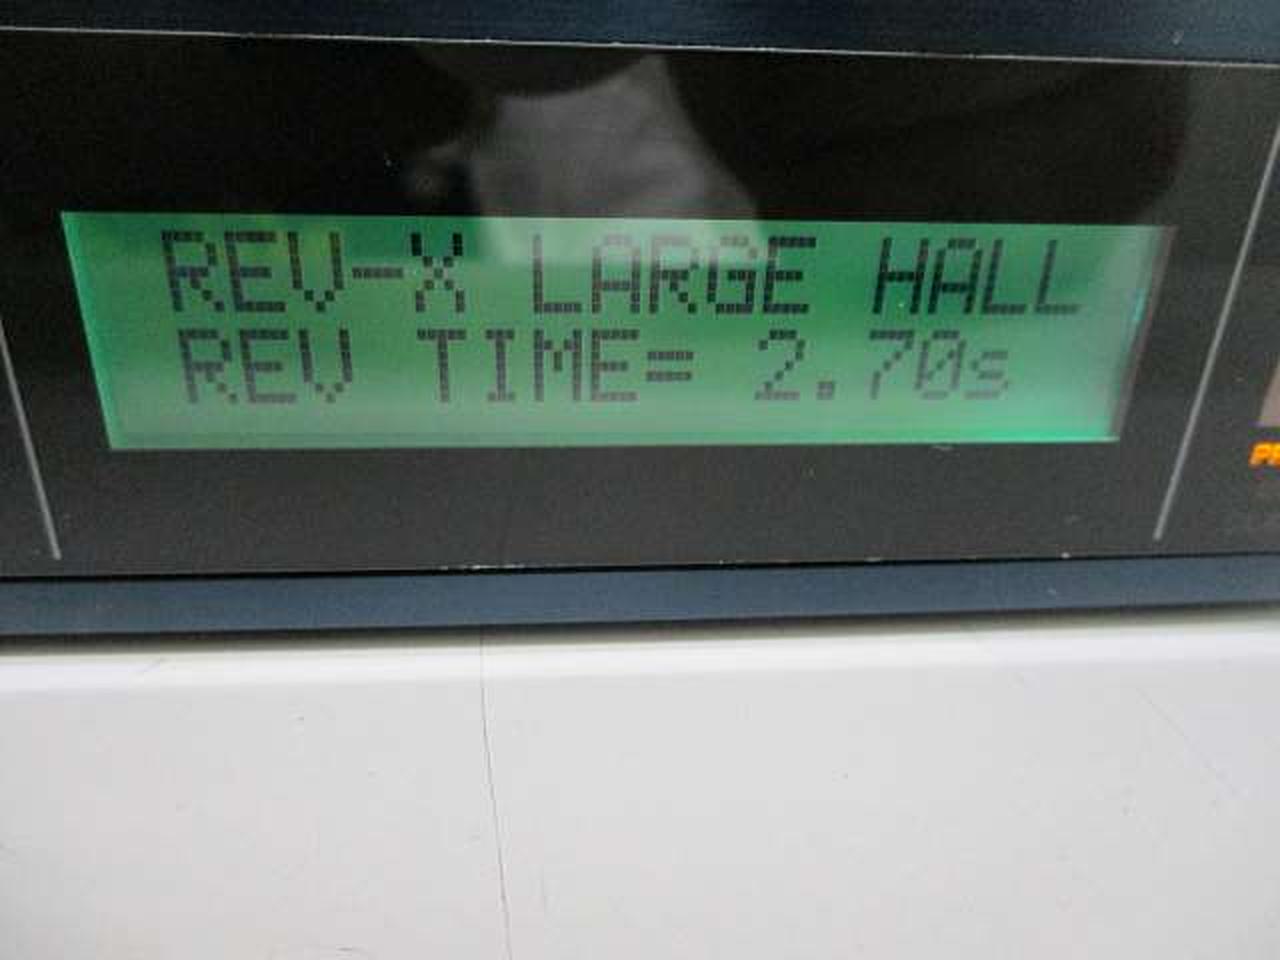 REV-X LARGE HALL
REV TIME= 2.70s